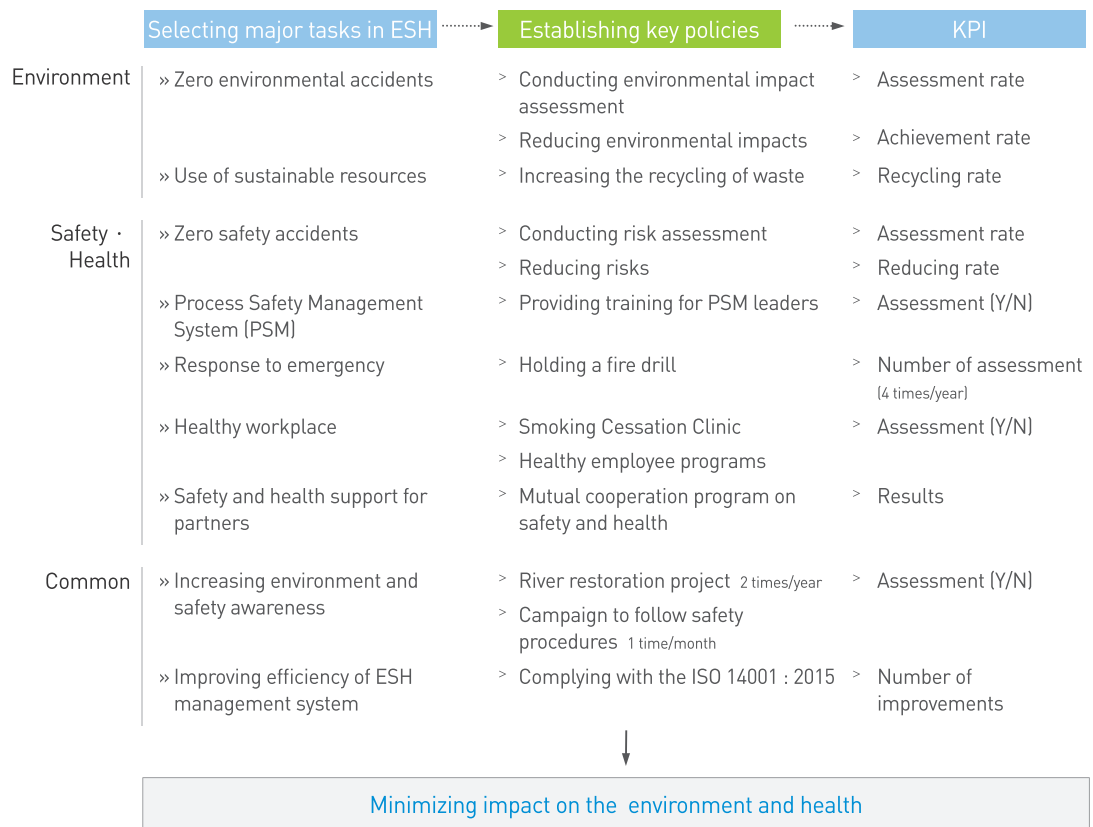 Selecting major tasks in ESH
Establishing key policies
KPI
Environment
» Zero environmental accidents
> Conducting environmental impact
assessment
> Assessment rate
> Reducing environmental impacts
> Achievement rate
» Use of sustainable resources
> Increasing the recycling of waste
> Recycling rate
Safety ·
Health
» Zero safety accidents
> Conducting risk assessment
> Assessment rate
> Reducing risks
> Reducing rate
» Process Safety Management
System (PSM)
> Providing training for PSM leaders
> Assessment (Y/N)
» Response to emergency
> Holding a fire drill
> Number of assessment
(4 times/year)
» Healthy workplace
> Smoking Cessation Clinic
> Assessment (Y/N)
> Healthy employee programs
» Safety and health support for
partners
> Mutual cooperation program on
safety and health
> Results
Common
» Increasing environment and
safety awareness
> River restoration project 2 times/year
> Assessment (Y/N)
> Campaign to follow safety
procedures 1 time/month
» Improving efficiency of ESH
management system
> Complying with the ISO 14001 : 2015
> Number of
improvements
Minimizing impact on the environment and health